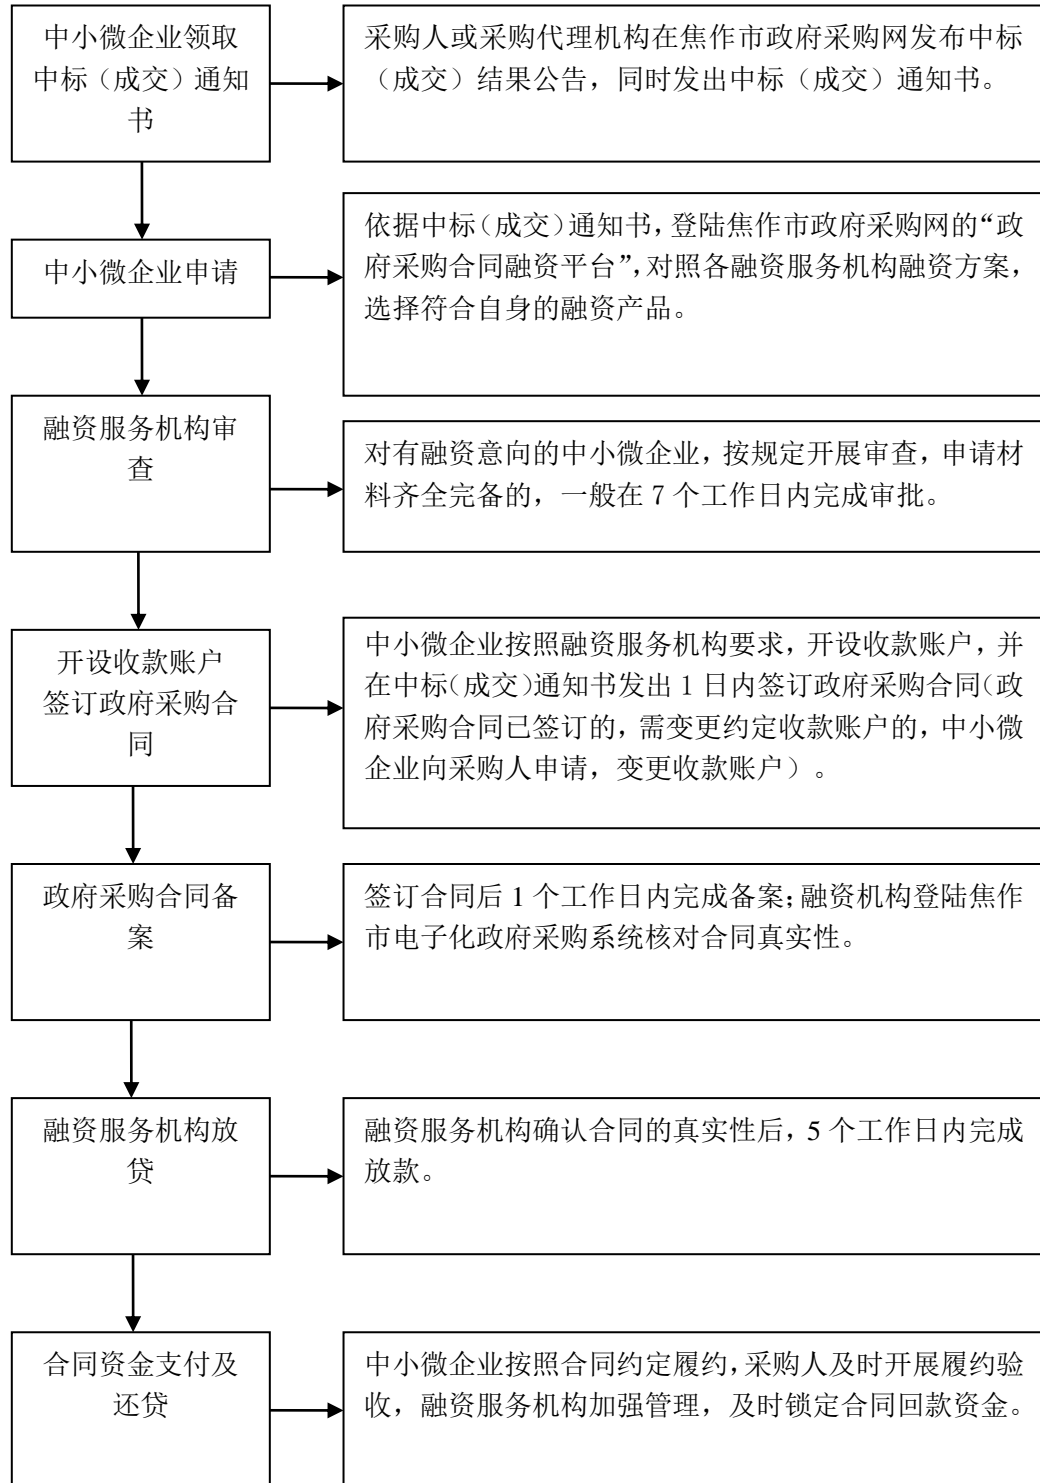 中小微企业领取
中标（成交）通知
书
采购人或采购代理机构在焦作市政府采购网发布中标
（成交）结果公告，同时发出中标（成交）通知书。
中小微企业申请
依据中标（成交）通知书，登陆焦作市政府采购网的“政
府采购合同融资平台”，对照各融资服务机构融资方案，
选择符合自身的融资产品。
融资服务机构审
查
对有融资意向的中小微企业，按规定开展审查，申请材
料齐全完备的，一般在 7 个工作日内完成审批。
开设收款账户
签订政府采购合
同
中小微企业按照融资服务机构要求，开设收款账户，并
在中标（成交）通知书发出 1 日内签订政府采购合同（政
府采购合同已签订的，需变更约定收款账户的，中小微
企业向采购人申请，变更收款账户）。
政府采购合同备
案
签订合同后 1 个工作日内完成备案；融资机构登陆焦作
市电子化政府采购系统核对合同真实性。
融资服务机构放
贷
融资服务机构确认合同的真实性后，5 个工作日内完成
放款。
合同资金支付及
还贷
中小微企业按照合同约定履约，采购人及时开展履约验
收，融资服务机构加强管理，及时锁定合同回款资金。